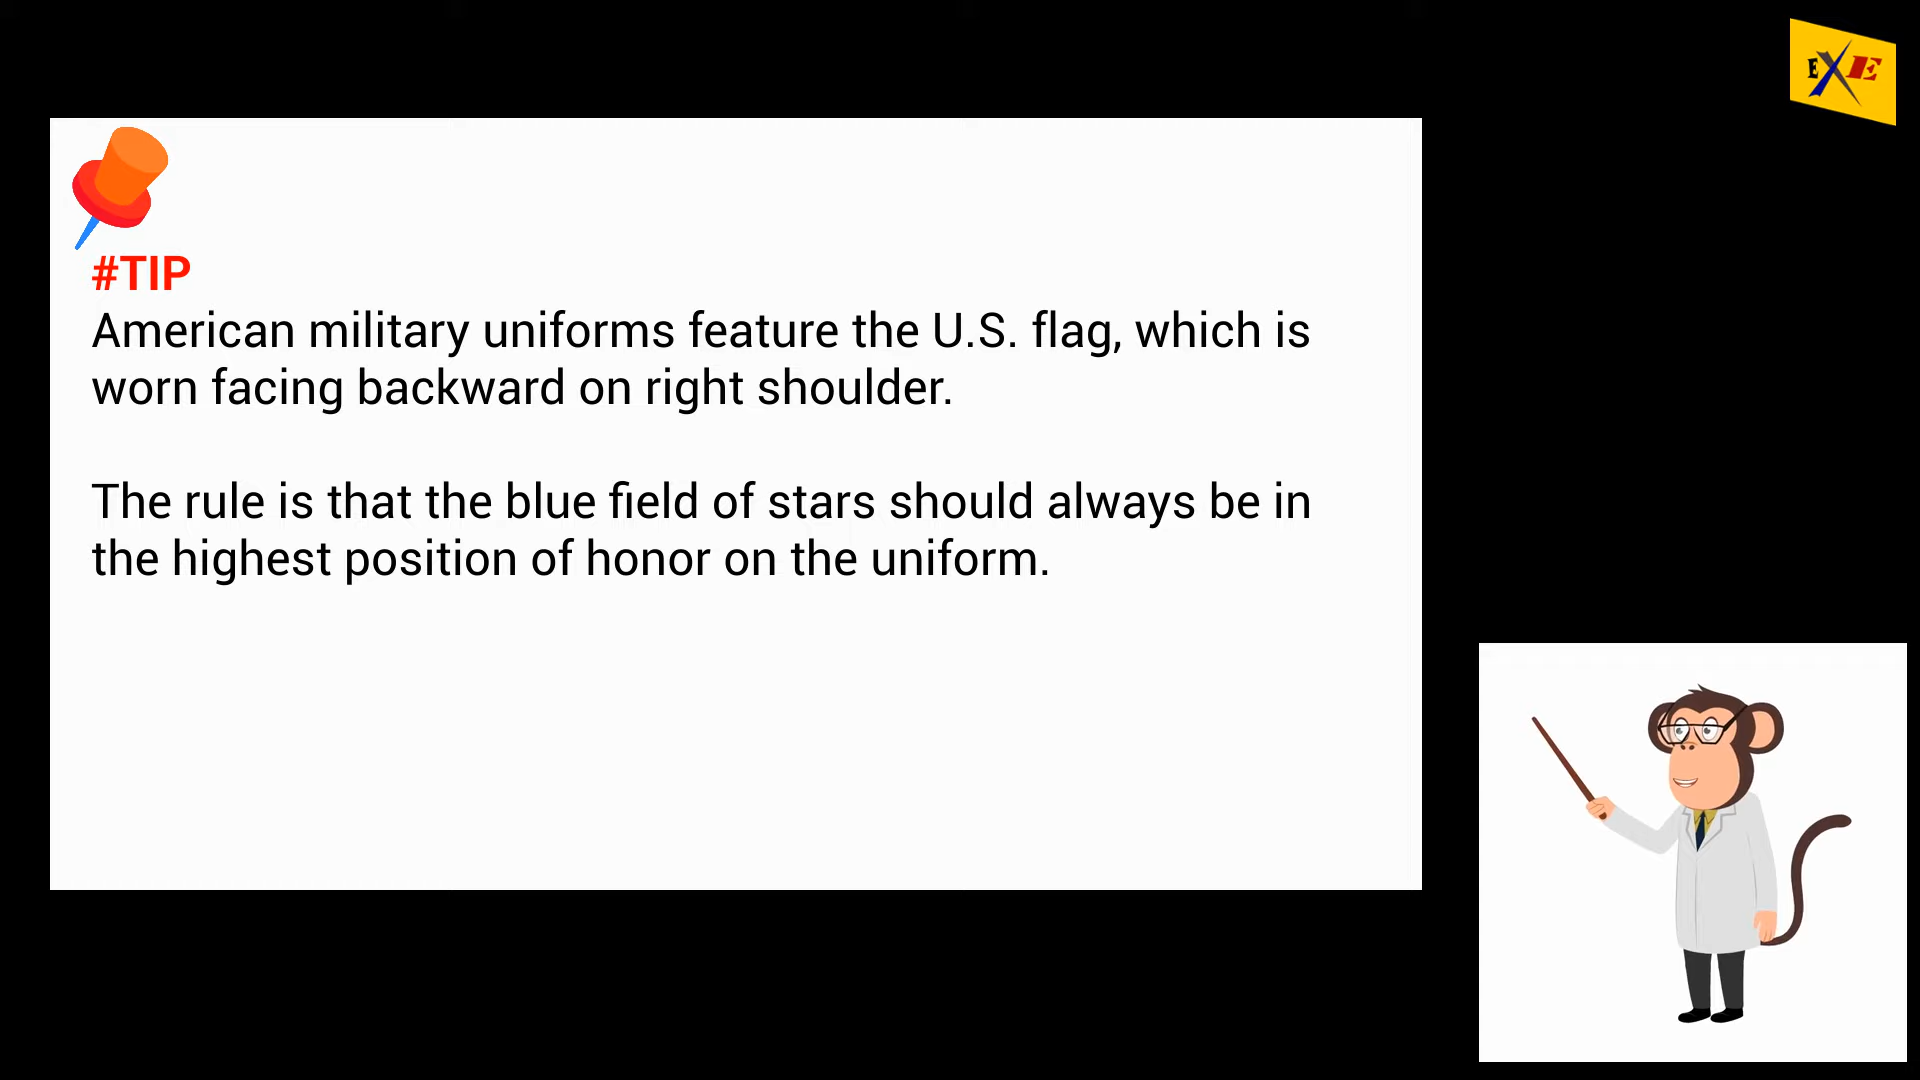 EXE
#TIP
American military uniforms feature the U.S. flag, which is
worn facing backward on right shoulder.
The rule is that the blue field of stars should always be in
the highest position of honor on the uniform.